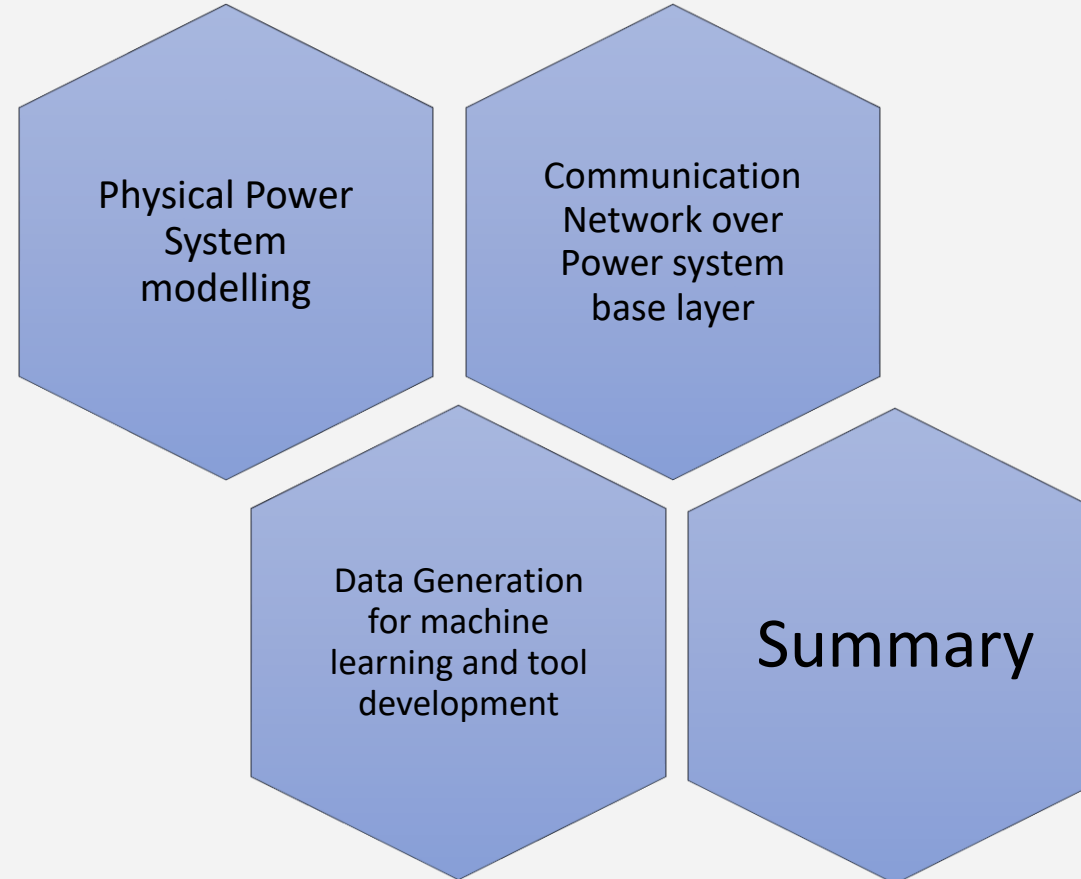 Physical Power
System
modelling
Communication
Network over
Power system
base layer
Data Generation
for machine
learning and tool
development
Summary